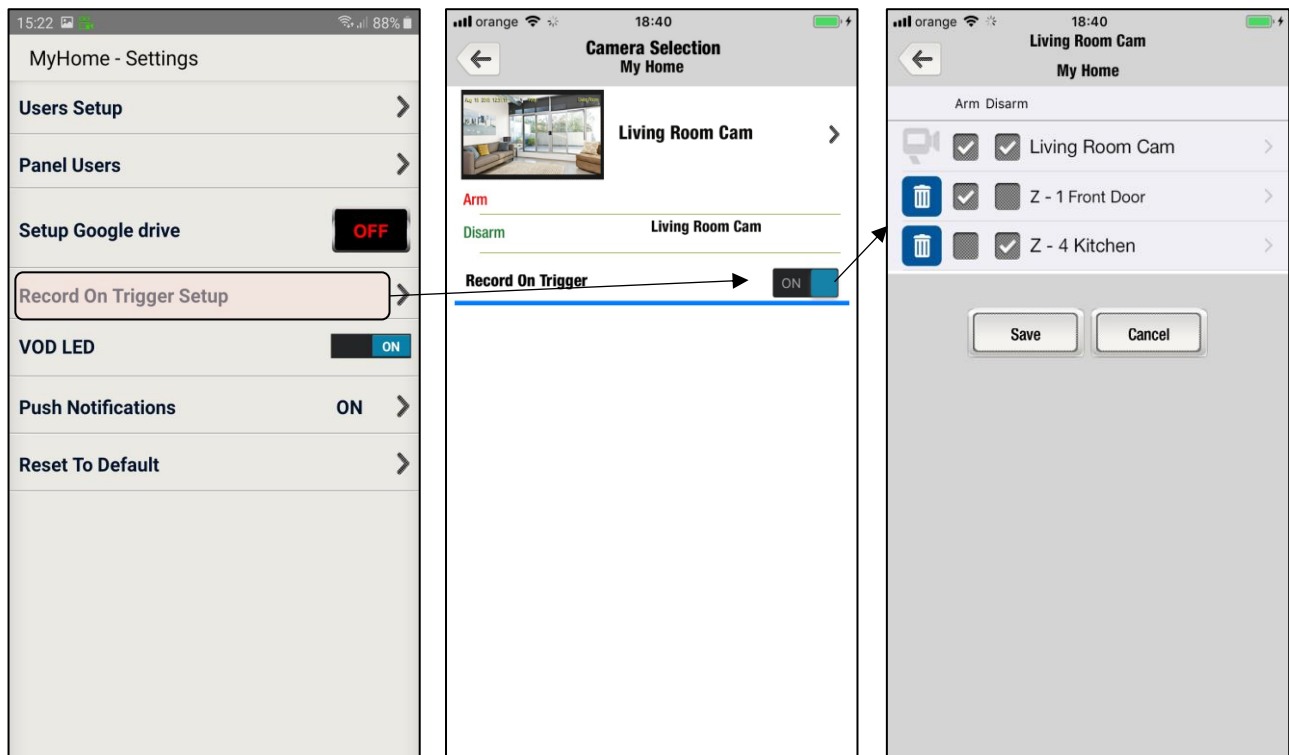 15:22 88%
MyHome - Settings
Users Setup
Panel Users
Setup Google drive OFF
Record On Trigger Setup
VOD LED ON
Push Notifications ON
Reset To Default
orange 18:40
Camera Selection
My Home
Living Room Cam
Arm
Disarm Living Room Cam
Record On Trigger ON
orange 18:40
Living Room Cam
My Home
Arm Disarm
Living Room Cam
Z - 1 Front Door
Z - 4 Kitchen
Save Cancel